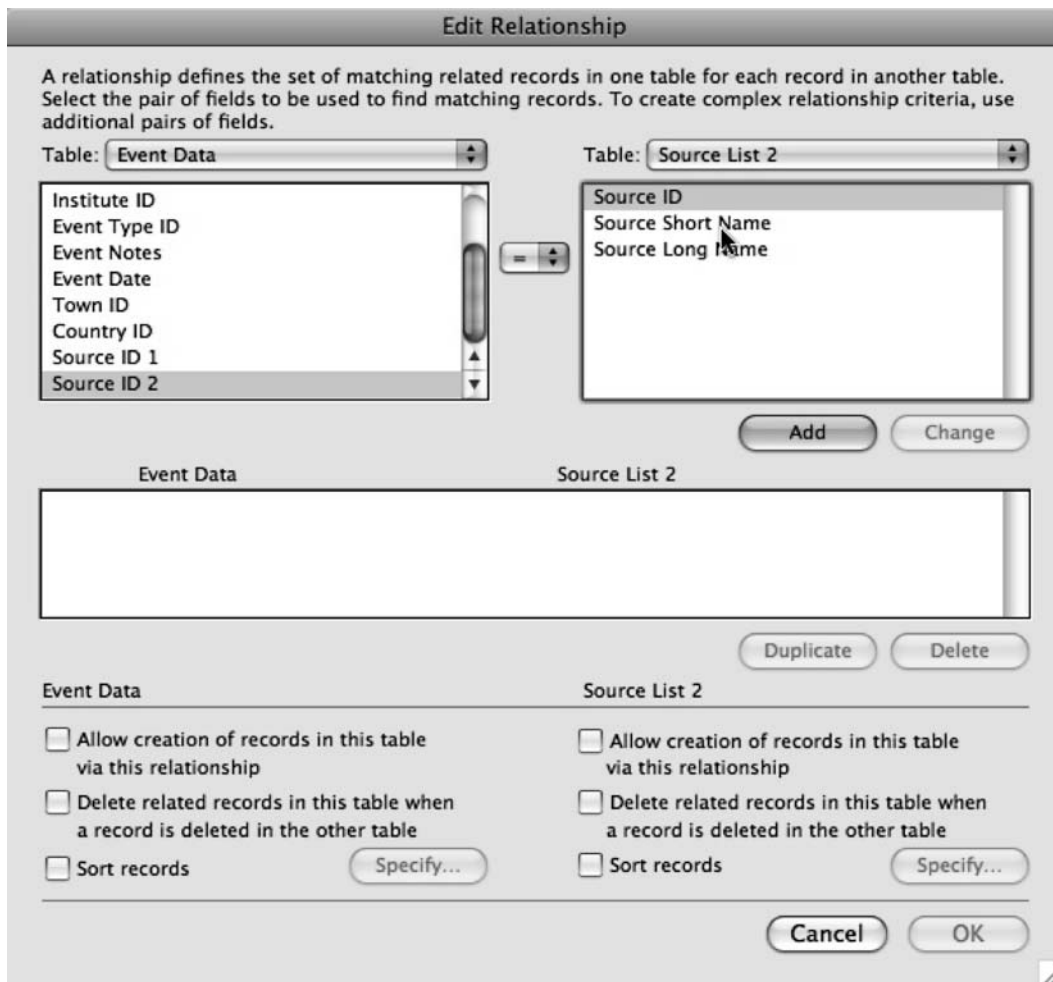 Edit Relationship
A relationship defines the set of matching related records in one table for each record in another table.
Select the pair of fields to be used to find matching records. To create complex relationship criteria, use
additional pairs of fields.
Table: Event Data
Institute ID
Event Type ID
Event Notes
Event Date
Town ID
Country ID
Source ID 1
Source ID 2
=
Table: Source List 2
Source ID
Source Short Name
Source Long Name
Add Change
Event Data Source List 2
Duplicate Delete
Event Data
Allow creation of records in this table
via this relationship
Delete related records in this table when
a record is deleted in the other table
Sort records Specify...
Source List 2
Allow creation of records in this table
via this relationship
Delete related records in this table when
a record is deleted in the other table
Sort records Specify...
Cancel OK